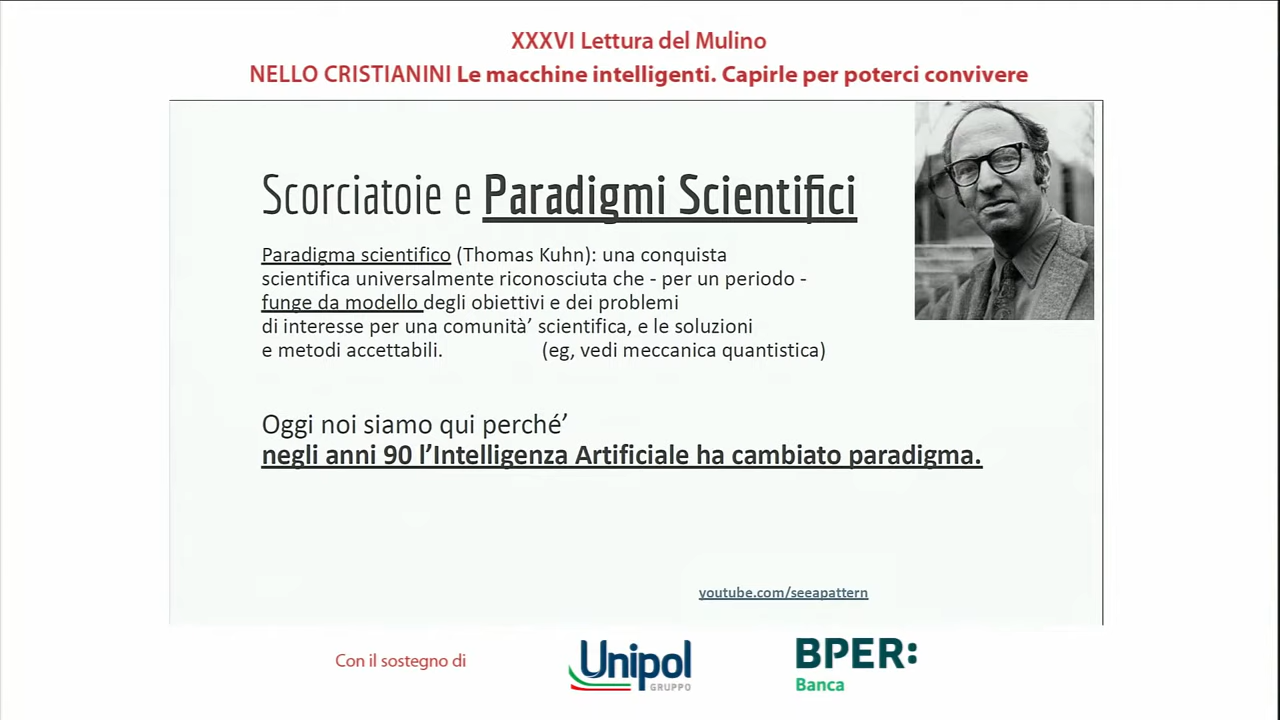 XXXVI Lettura del Mulino
NELLO CRISTIANINI Le macchine intelligenti. Capirle per poterci convivere
Scorciatoie e Paradigmi Scientifici
Paradigma scientifico (Thomas Kuhn): una conquista
scientifica universalmente riconosciuta che - per un periodo -
funge da modello degli obiettivi e dei problemi
di interesse per una comunità’ scientifica, e le soluzioni
e metodi accettabili. (eg, vedi meccanica quantistica)
Oggi noi siamo qui perché’
negli anni 90 l’Intelligenza Artificiale ha cambiato paradigma.
youtube.com/seeapattern
Con il sostegno di
Unipol
GRUPPO
BPER:
Banca